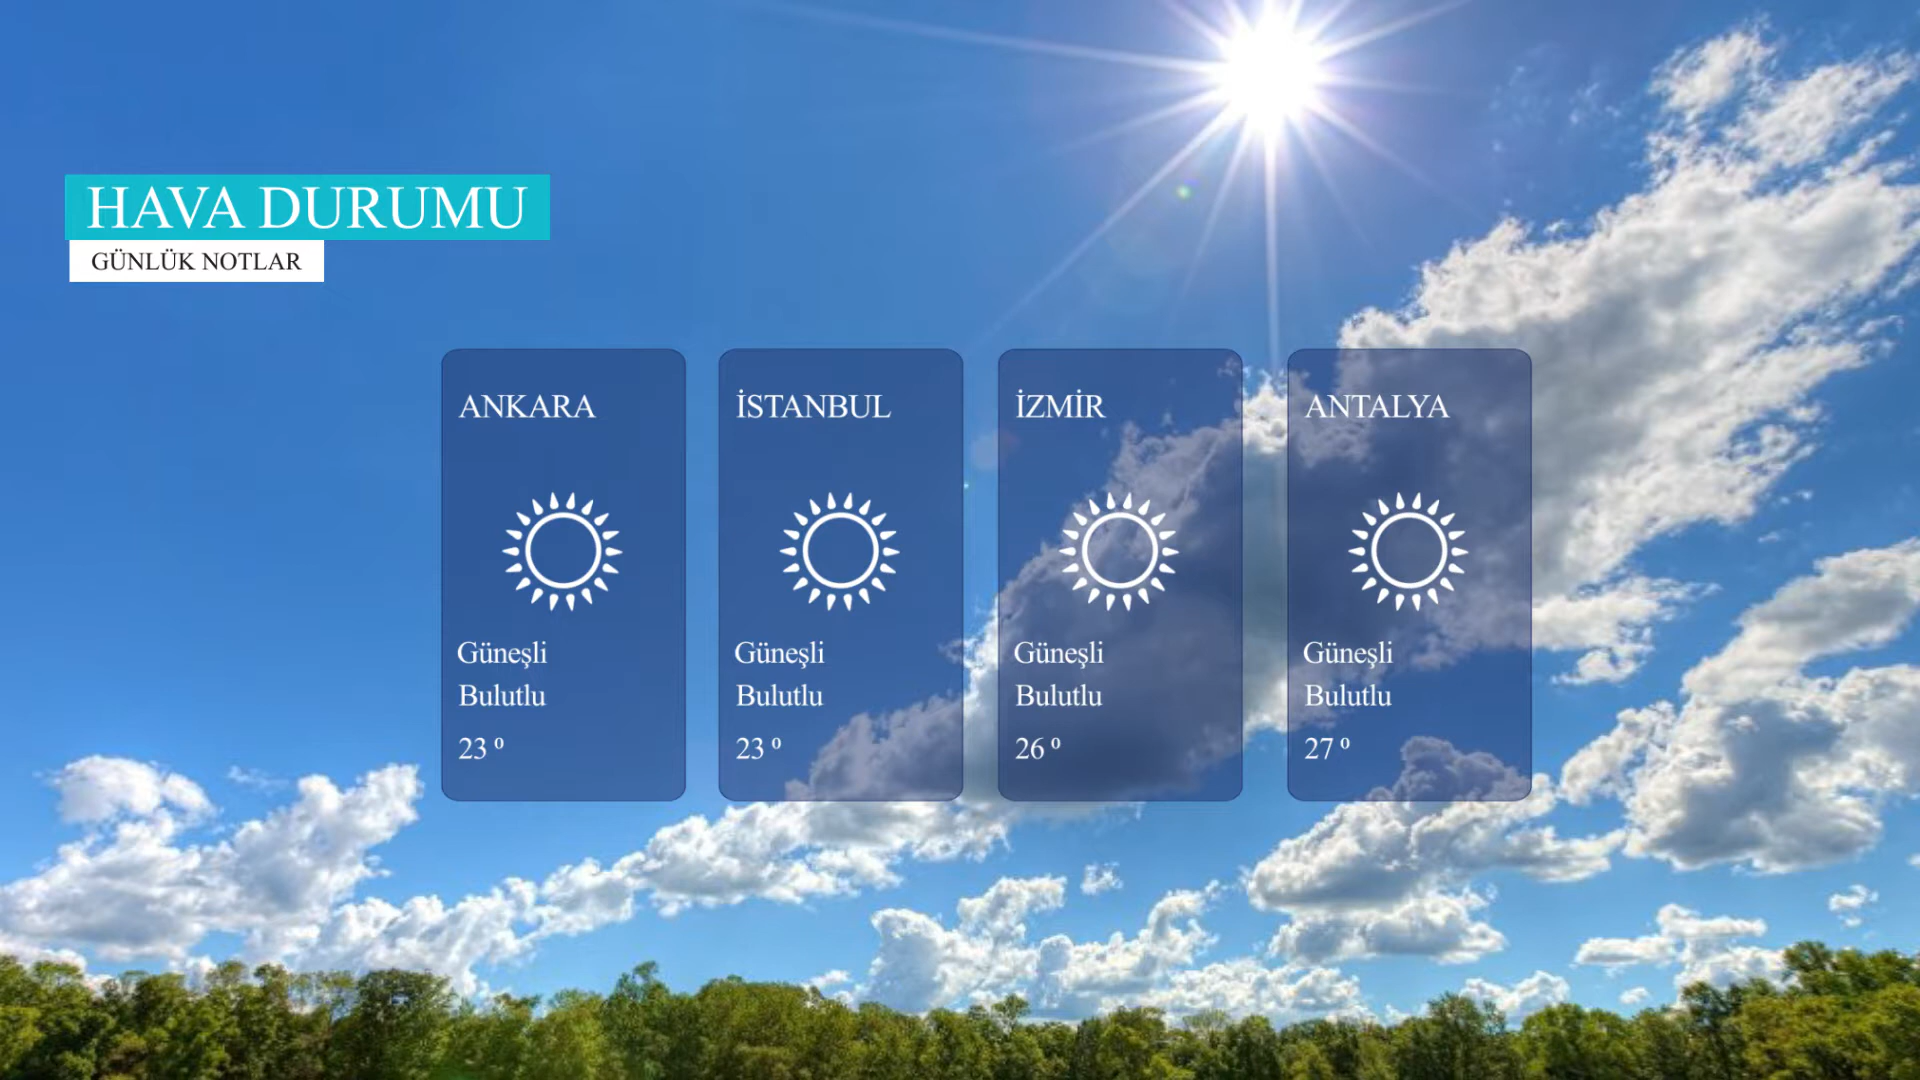 HAVA DURUMU
GÜNLÜK NOTLAR
ANKARA
Güneşli
Bulutlu
23 º
İSTANBUL
Güneşli
Bulutlu
23 º
İZMİR
Güneşli
Bulutlu
26 º
ANTALYA
Güneşli
Bulutlu
27 º